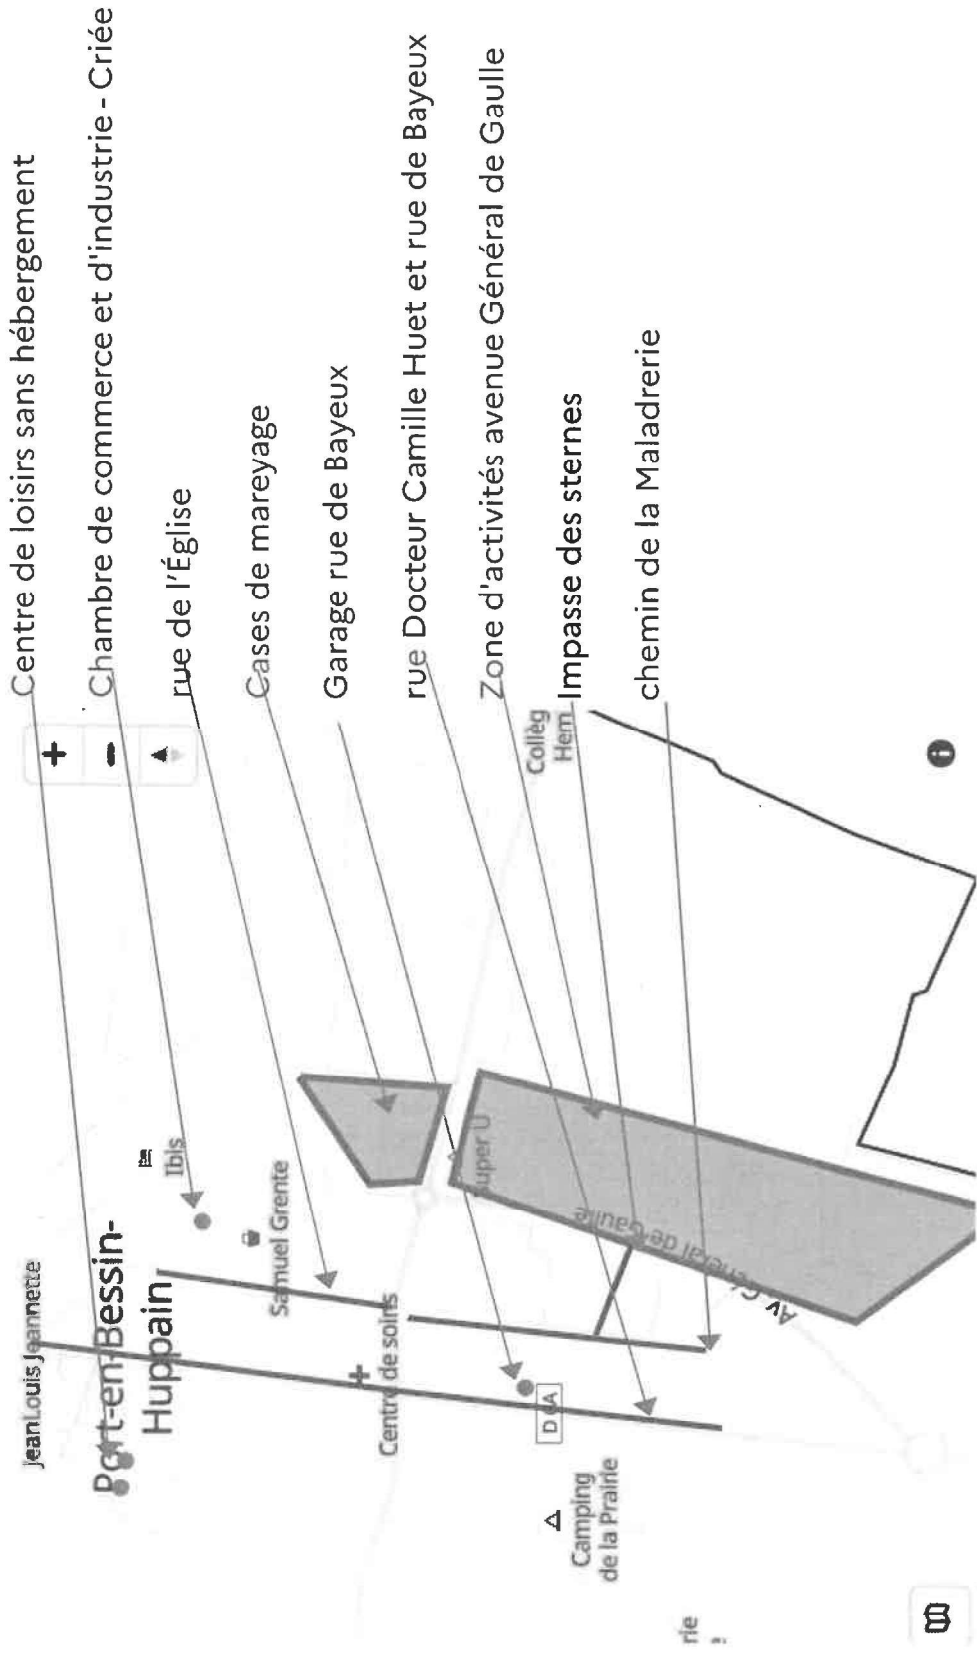 Centre de loisirs sans hébergement
Chambre de commerce et d'industrie - Criée
rue de l'Église
Cases de mareyage
Garage rue de Bayeux
rue Docteur Camille Huet et rue de Bayeux
Zone d'activités avenue Général de Gaulle
Impasse des sternes
chemin de la Maladrerie
JeanLouis Jeannette
Port-en-Bessin-
Huppain
Ibis
Samuel Grente
Centre de soins
Super U
Collèg
Hem
Av Général de Gaulle
D 6A
Camping
de la Prairie
rie